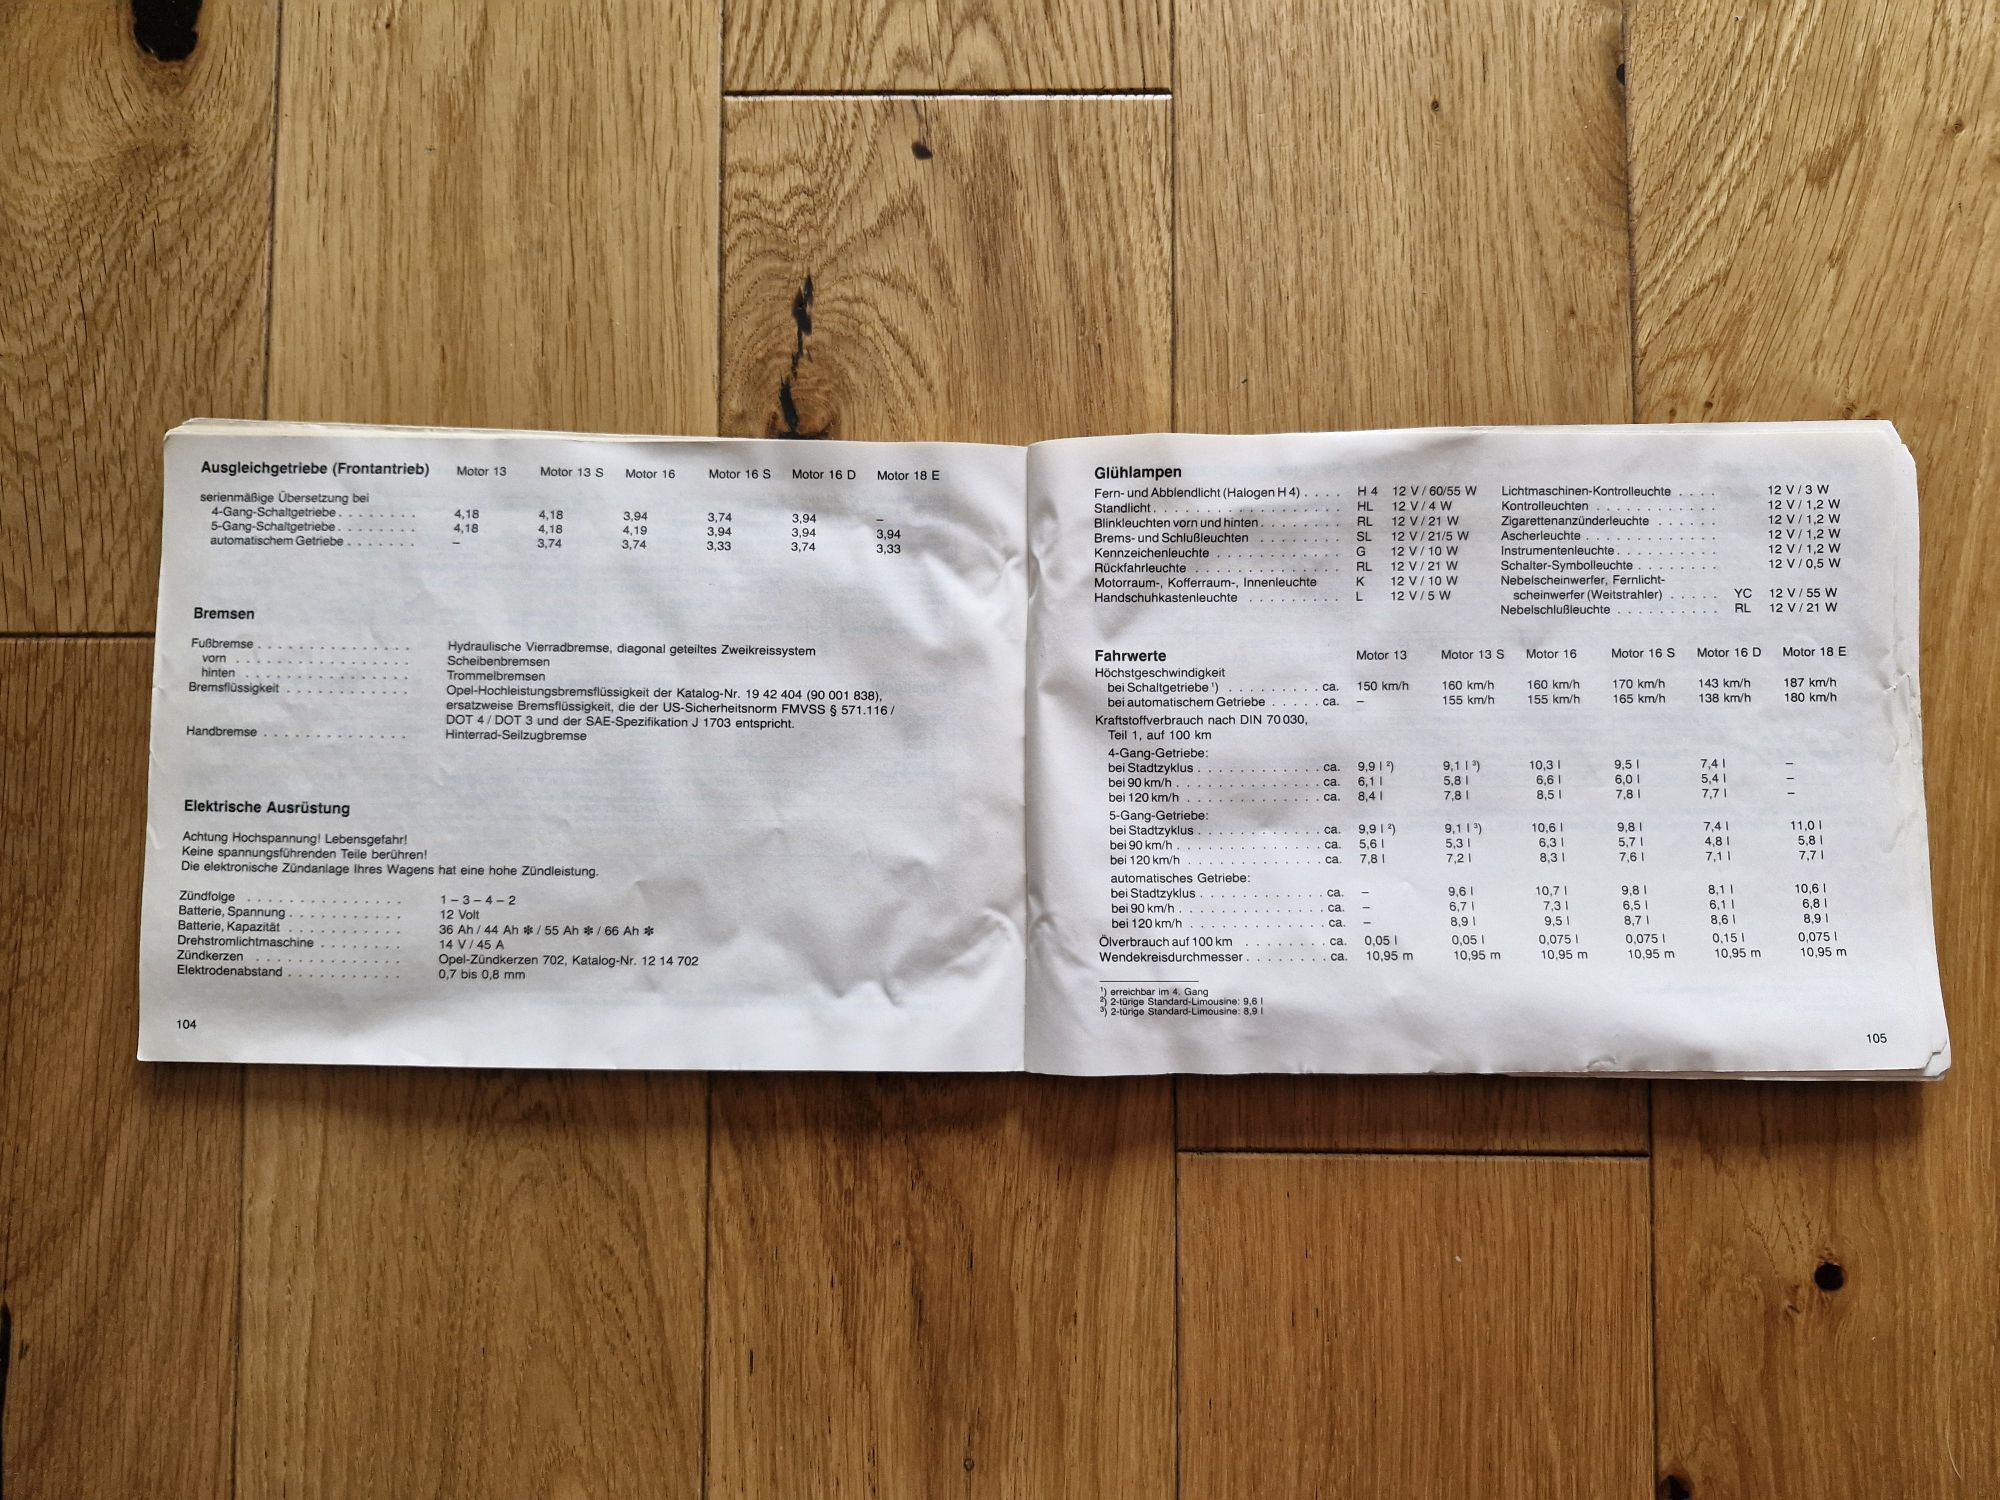 Ausgleichgetriebe (Frontantrieb) Motor 13 Motor 13 S Motor 16 Motor 16 S Motor 16 D Motor 18 E
serienmäßige Übersetzung bei
4-Gang-Schaltgetriebe . . . . . . . . 4,18 4,18 3,94 3,74 3,94 –
5-Gang-Schaltgetriebe . . . . . . . . 4,18 4,18 4,19 3,94 3,94 3,94
automatischem Getriebe . . . . . . . – 3,74 3,74 3,33 3,74 3,33
Bremsen
Fußbremse . . . . . . . . . . . . . . . Hydraulische Vierradbremse, diagonal geteiltes Zweikreissystem
vorn . . . . . . . . . . . . . . . . . Scheibenbremsen
hinten . . . . . . . . . . . . . . . . Trommelbremsen
Bremsflüssigkeit . . . . . . . . . . . . Opel-Hochleistungsbremsflüssigkeit der Katalog-Nr. 19 42 404 (90 001 838),
ersatzweise Bremsflüssigkeit, die der US-Sicherheitsnorm FMVSS § 571.116 /
DOT 4 / DOT 3 und der SAE-Spezifikation J 1703 entspricht.
Handbremse . . . . . . . . . . . . . . Hinterrad-Seilzugbremse
Elektrische Ausrüstung
Achtung Hochspannung! Lebensgefahr!
Keine spannungsführenden Teile berühren!
Die elektronische Zündanlage Ihres Wagens hat eine hohe Zündleistung.
Zündfolge . . . . . . . . . . . . . . . 1 – 3 – 4 – 2
Batterie, Spannung . . . . . . . . . . . 12 Volt
Batterie, Kapazität . . . . . . . . . . . 36 Ah / 44 Ah ✻ / 55 Ah ✻ / 66 Ah ✻
Drehstromlichtmaschine . . . . . . . . 14 V / 45 A
Zündkerzen . . . . . . . . . . . . . . Opel-Zündkerzen 702, Katalog-Nr. 12 14 702
Elektrodenabstand . . . . . . . . . . . 0,7 bis 0,8 mm
104
Glühlampen
Fern- und Abblendlicht (Halogen H 4) . . . . H 4 12 V / 60/55 W
Standlicht . . . . . . . . . . . . . . . . . . HL 12 V / 4 W
Blinkleuchten vorn und hinten . . . . . . . . RL 12 V / 21 W
Brems- und Schlußleuchten . . . . . . . . . SL 12 V / 21/5 W
Kennzeichenleuchte . . . . . . . . . . . . G 12 V / 10 W
Rückfahrleuchte . . . . . . . . . . . . . . RL 12 V / 21 W
Motorraum-, Kofferraum-, Innenleuchte K 12 V / 10 W
Handschuhkastenleuchte . . . . . . . . . L 12 V / 5 W
Lichtmaschinen-Kontrolleuchte . . . . 12 V / 3 W
Kontrolleuchten . . . . . . . . . . . . 12 V / 1,2 W
Zigarettenanzünderleuchte . . . . . . 12 V / 1,2 W
Ascherleuchte . . . . . . . . . . . . . 12 V / 1,2 W
Instrumentenleuchte . . . . . . . . . . 12 V / 1,2 W
Schalter-Symbolleuchte . . . . . . . . 12 V / 0,5 W
Nebelscheinwerfer, Fernlicht-
scheinwerfer (Weitstrahler) . . . . . YC 12 V / 55 W
Nebelschlußleuchte . . . . . . . . . . RL 12 V / 21 W
Fahrwerte Motor 13 Motor 13 S Motor 16 Motor 16 S Motor 16 D Motor 18 E
Höchstgeschwindigkeit
bei Schaltgetriebe ¹) . . . . . . . . . ca. 150 km/h 160 km/h 160 km/h 170 km/h 143 km/h 187 km/h
bei automatischem Getriebe . . . . . ca. – 155 km/h 155 km/h 165 km/h 138 km/h 180 km/h
Kraftstoffverbrauch nach DIN 70 030,
Teil 1, auf 100 km
4-Gang-Getriebe:
bei Stadtzyklus . . . . . . . . . . . . ca. 9,9 l ²) 9,1 l ³) 10,3 l 9,5 l 7,4 l –
bei 90 km/h . . . . . . . . . . . . . . ca. 6,1 l 5,8 l 6,6 l 6,0 l 5,4 l –
bei 120 km/h . . . . . . . . . . . . . ca. 8,4 l 7,8 l 8,5 l 7,8 l 7,7 l –
5-Gang-Getriebe:
bei Stadtzyklus . . . . . . . . . . . . ca. 9,9 l ²) 9,1 l ³) 10,6 l 9,8 l 7,4 l 11,0 l
bei 90 km/h . . . . . . . . . . . . . . ca. 5,6 l 5,3 l 6,3 l 5,7 l 4,8 l 5,8 l
bei 120 km/h . . . . . . . . . . . . . ca. 7,8 l 7,2 l 8,3 l 7,6 l 7,1 l 7,7 l
automatisches Getriebe:
bei Stadtzyklus . . . . . . . . . . . . ca. – 9,6 l 10,7 l 9,8 l 8,1 l 10,6 l
bei 90 km/h . . . . . . . . . . . . . . ca. – 6,7 l 7,3 l 6,5 l 6,1 l 6,8 l
bei 120 km/h . . . . . . . . . . . . . ca. – 8,9 l 9,5 l 8,7 l 8,6 l 8,9 l
Ölverbrauch auf 100 km . . . . . . . . ca. 0,05 l 0,05 l 0,075 l 0,075 l 0,15 l 0,075 l
Wendekreisdurchmesser . . . . . . . . ca. 10,95 m 10,95 m 10,95 m 10,95 m 10,95 m 10,95 m
¹) erreichbar im 4. Gang
²) 2-türige Standard-Limousine: 9,6 l
³) 2-türige Standard-Limousine: 8,9 l
105